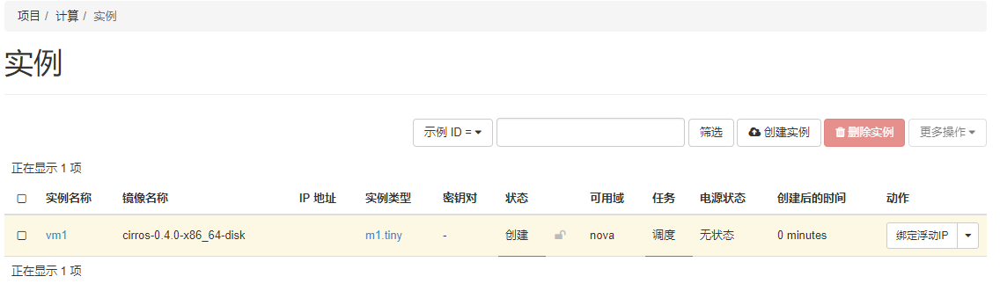 项目 / 计算 / 实例
实例
示例 ID = 筛选 创建实例 删除实例 更多操作
正在显示 1 项
实例名称 镜像名称 IP 地址 实例类型 密钥对 状态 可用域 任务 电源状态 创建后的时间 动作
vm1 cirros-0.4.0-x86_64-disk m1.tiny - 创建 nova 调度 无状态 0 minutes 绑定浮动IP
正在显示 1 项